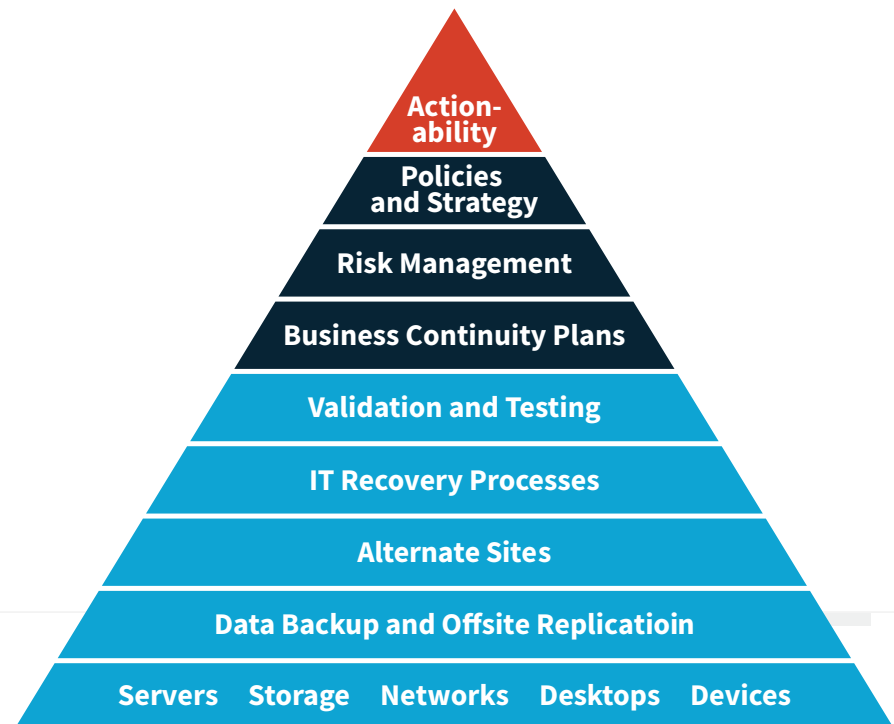 Action-
ability
Policies
and Strategy
Risk Management
Business Continuity Plans
Validation and Testing
IT Recovery Processes
Alternate Sites
Data Backup and Offsite Replicatioin
Servers Storage Networks Desktops Devices